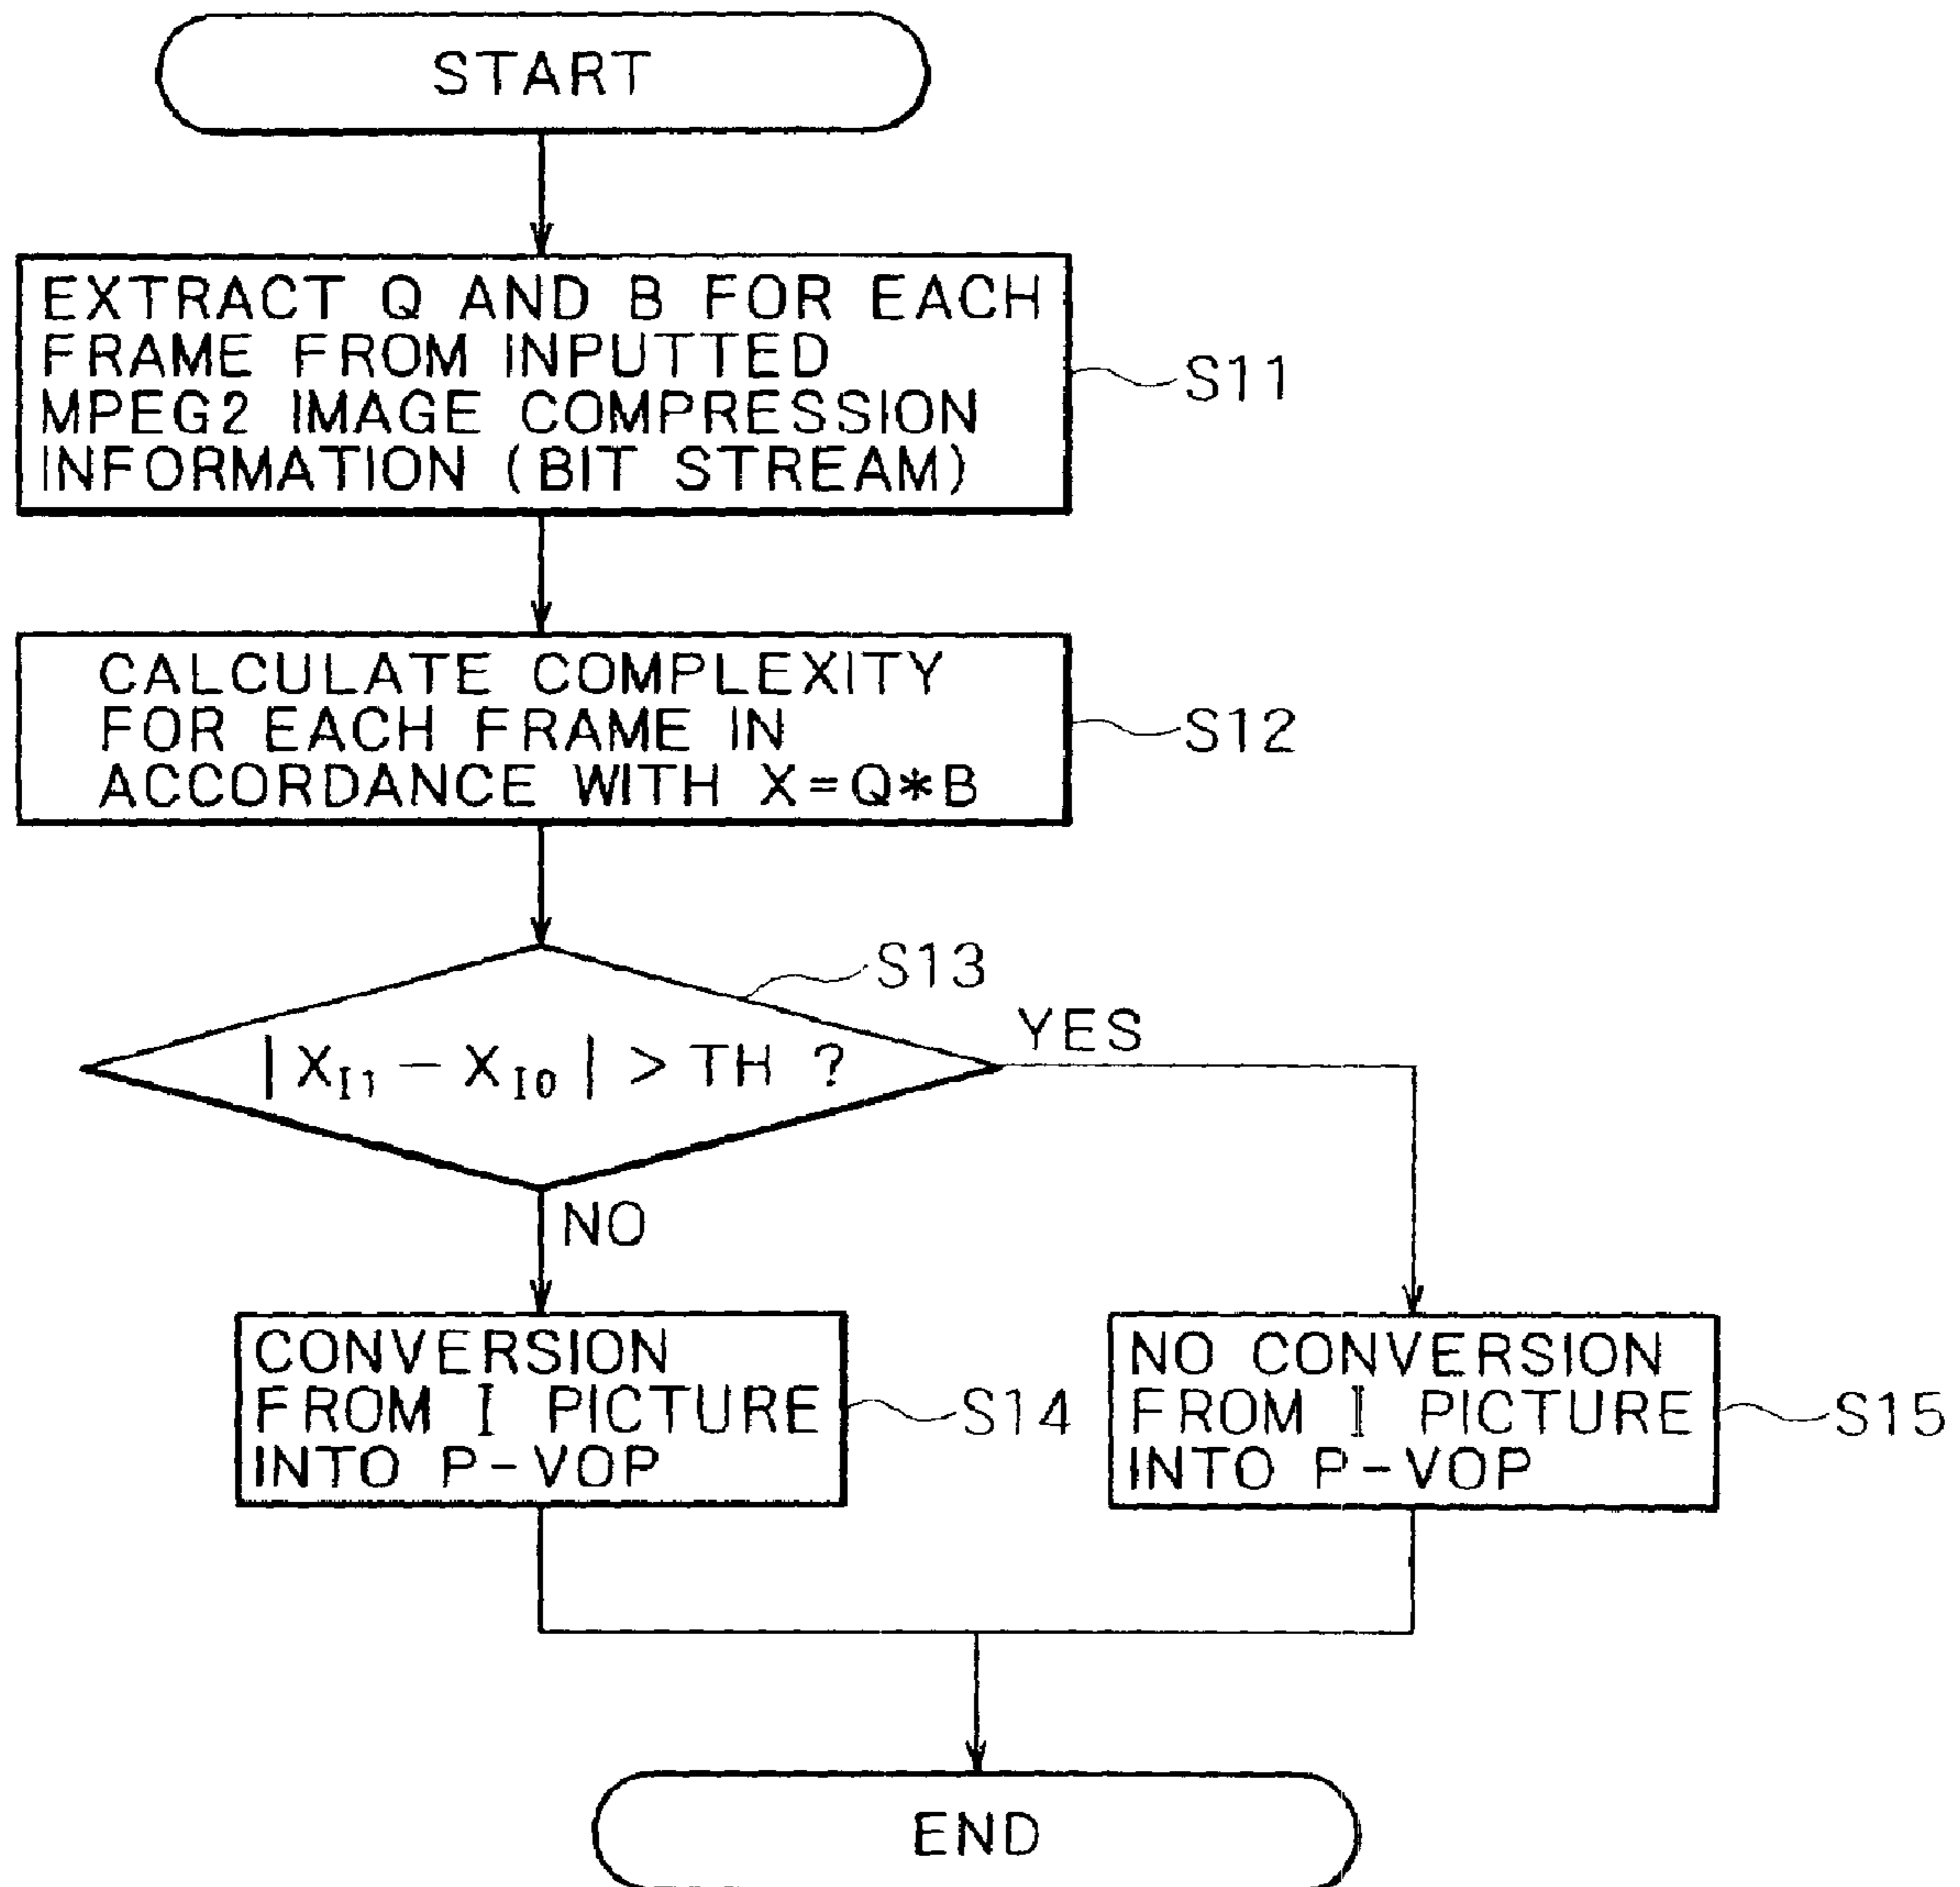 START
EXTRACT Q AND B FOR EACH
FRAME FROM INPUTTED
MPEG2 IMAGE COMPRESSION
INFORMATION (BIT STREAM)
S11
CALCULATE COMPLEXITY
FOR EACH FRAME IN
ACCORDANCE WITH X=Q*B
S12
S13
| X_I1 − X_I0 | > TH ?
YES
NO
CONVERSION
FROM I PICTURE
INTO P-VOP
S14
NO CONVERSION
FROM I PICTURE
INTO P-VOP
S15
END